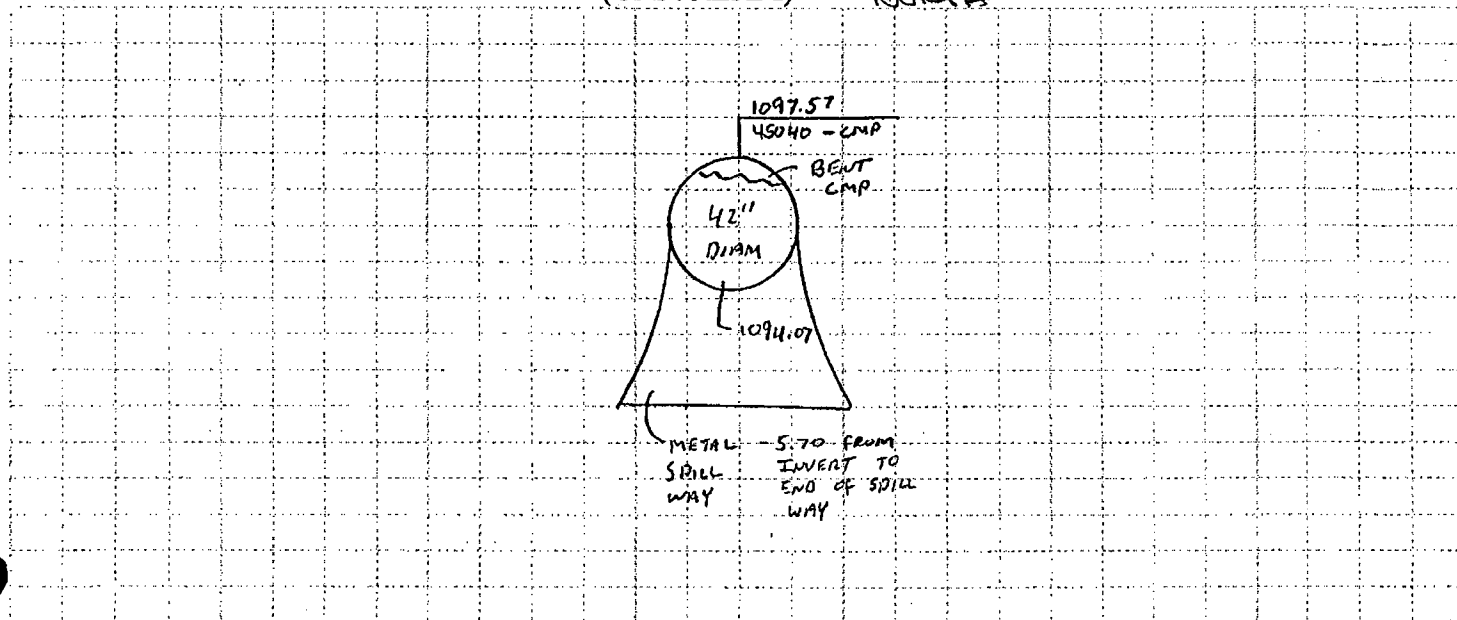 1097.57
45040 - CMP
BENT
CMP
42"
DIAM
1094.07
METAL - 5.70 FROM
SPILL INVERT TO
WAY END OF SPILL
WAY